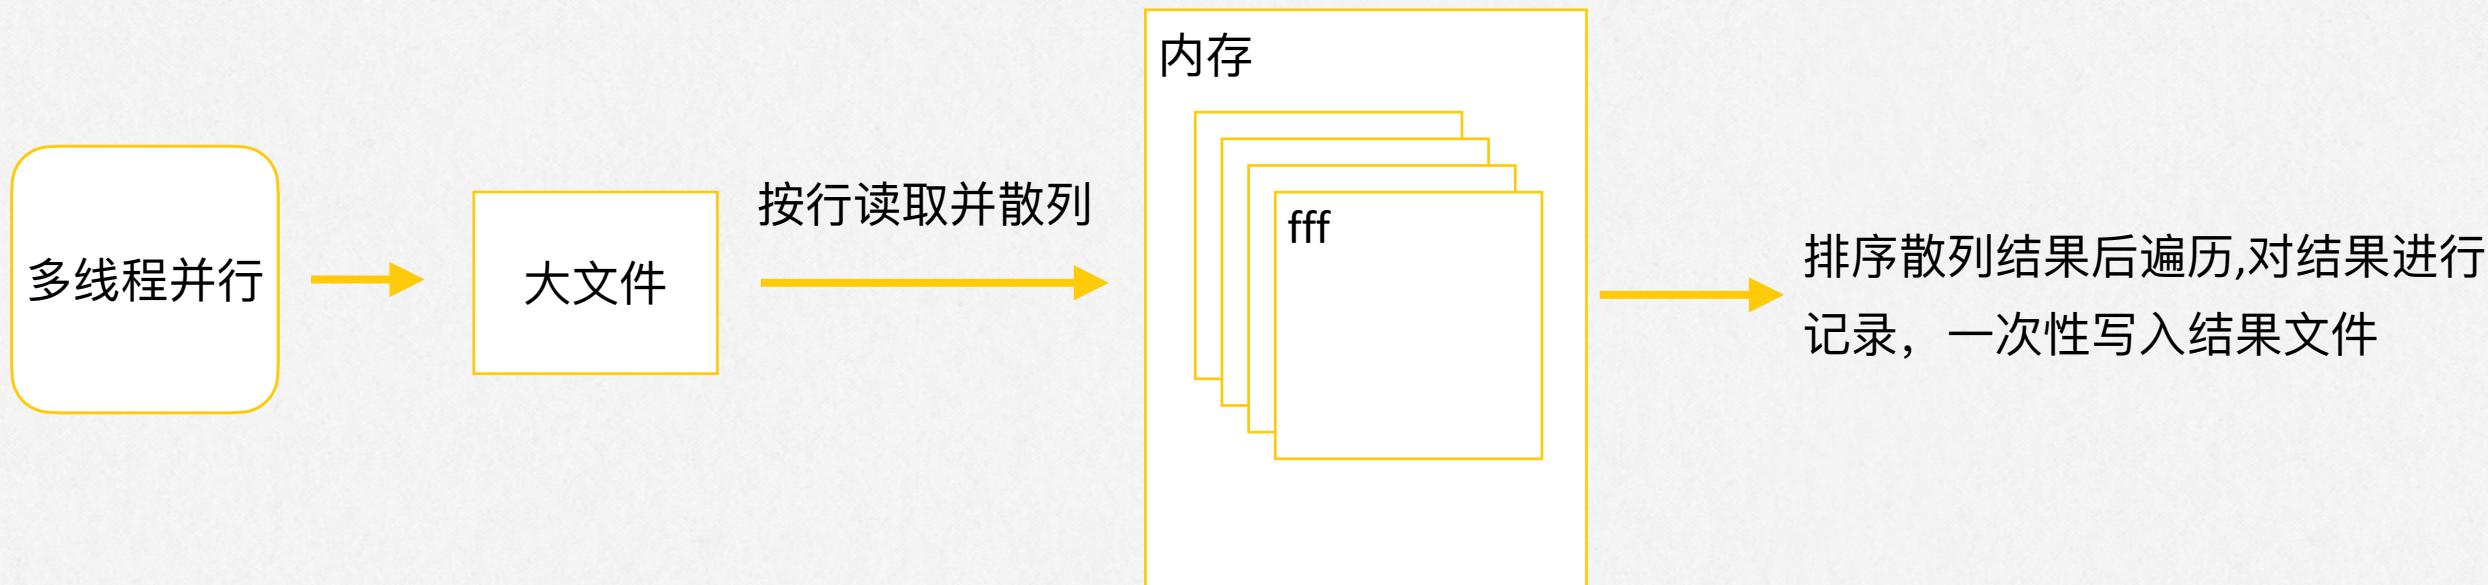 多线程并行
大文件
按行读取并散列
内存
fff
排序散列结果后遍历,对结果进行
记录，一次性写入结果文件